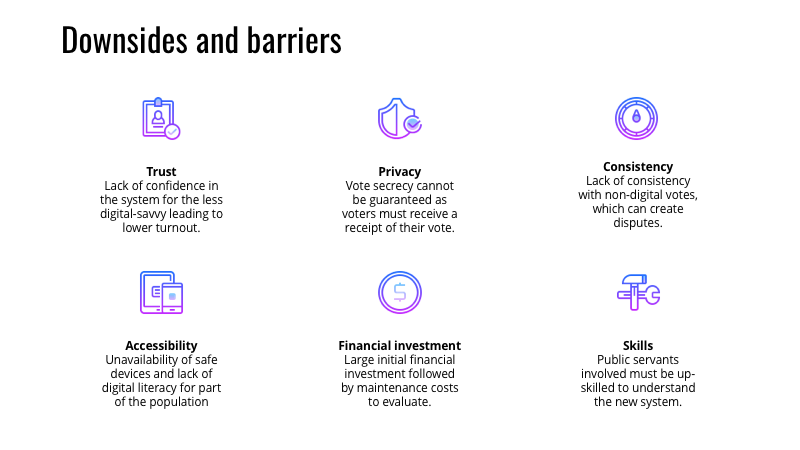 Downsides and barriers
Trust
Lack of confidence in
the system for the less
digital-savvy leading to
lower turnout.
Privacy
Vote secrecy cannot
be guaranteed as
voters must receive a
receipt of their vote.
Consistency
Lack of consistency
with non-digital votes,
which can create
disputes.
Accessibility
Unavailability of safe
devices and lack of
digital literacy for part
of the population
Financial investment
Large initial financial
investment followed
by maintenance costs
to evaluate.
Skills
Public servants
involved must be up-
skilled to understand
the new system.